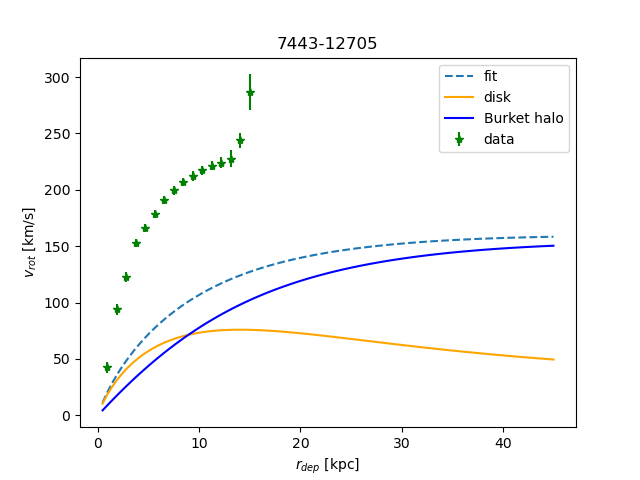 7443-12705
300
250
200
150
100
50
0
v_rot [km/s]
fit
disk
Burket halo
data
0 10 20 30 40
r_dep [kpc]